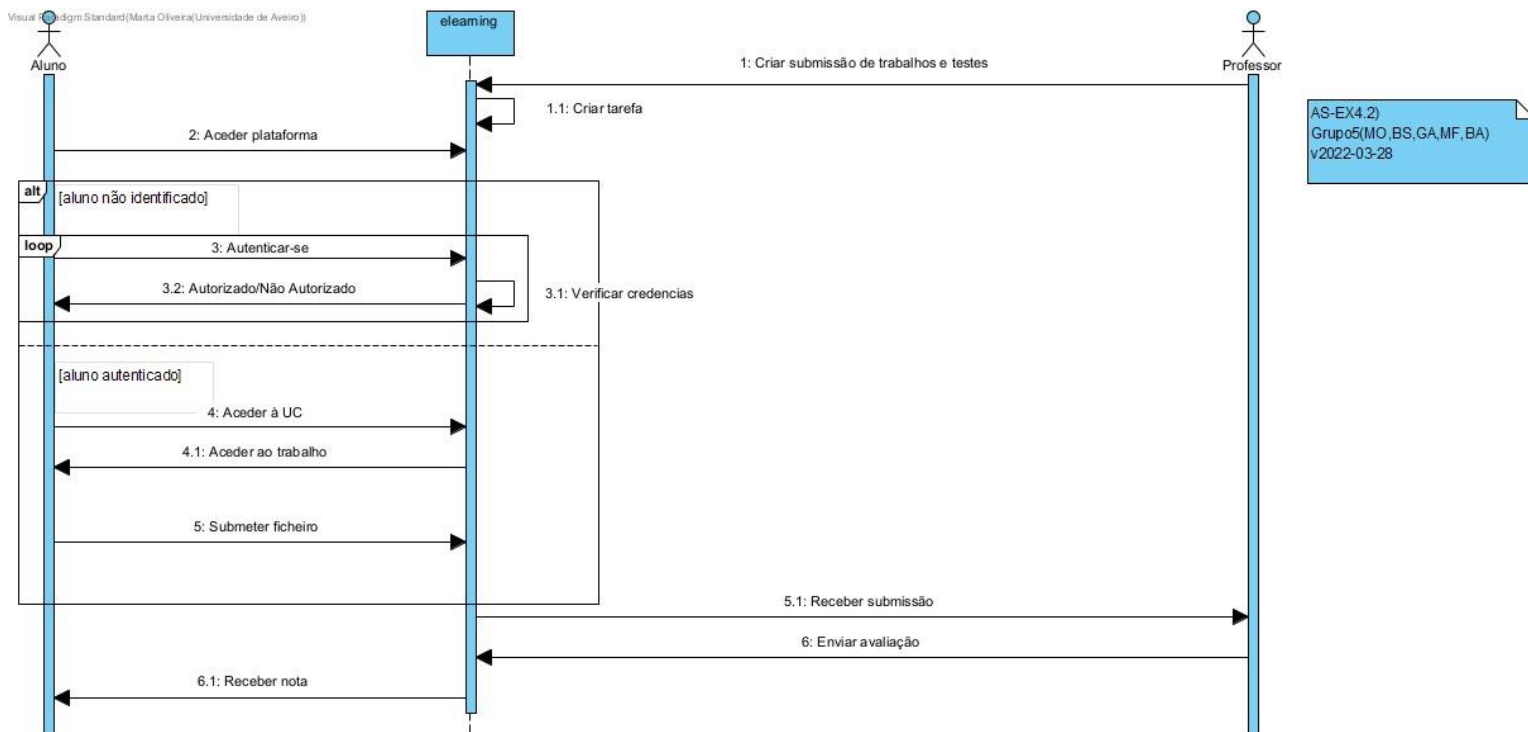 Visual Paradigm Standard(Marta Oliveira(Universidade de Aveiro))
elearning
Aluno
Professor
1: Criar submissão de trabalhos e testes
1.1: Criar tarefa
AS-EX4.2)
Grupo5(MO,BS,GA,MF,BA)
v2022-03-28
2: Aceder plataforma
alt
[aluno não identificado]
loop
3: Autenticar-se
3.2: Autorizado/Não Autorizado
3.1: Verificar credencias
[aluno autenticado]
4: Aceder à UC
4.1: Aceder ao trabalho
5: Submeter ficheiro
5.1: Receber submissão
6: Enviar avaliação
6.1: Receber nota